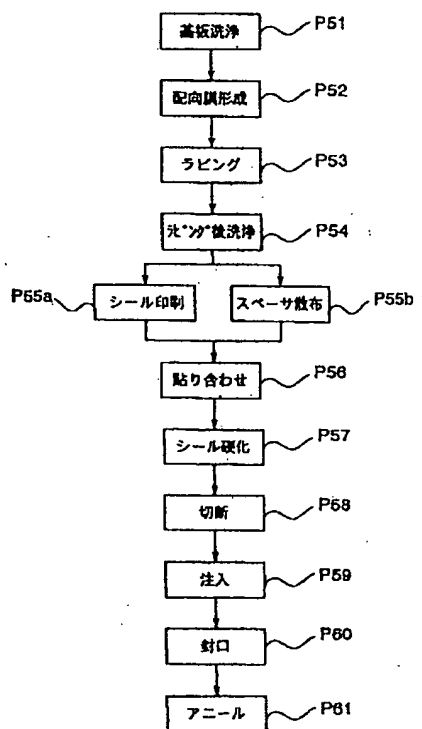 基板洗浄
P51
配向膜形成
P52
ラビング
P53
ﾗﾋﾞﾝｸﾞ後洗浄
P54
P55a
シール印刷
スペーサ散布
P55b
貼り合わせ
P56
シール硬化
P57
切断
P58
注入
P59
封口
P60
アニール
P61